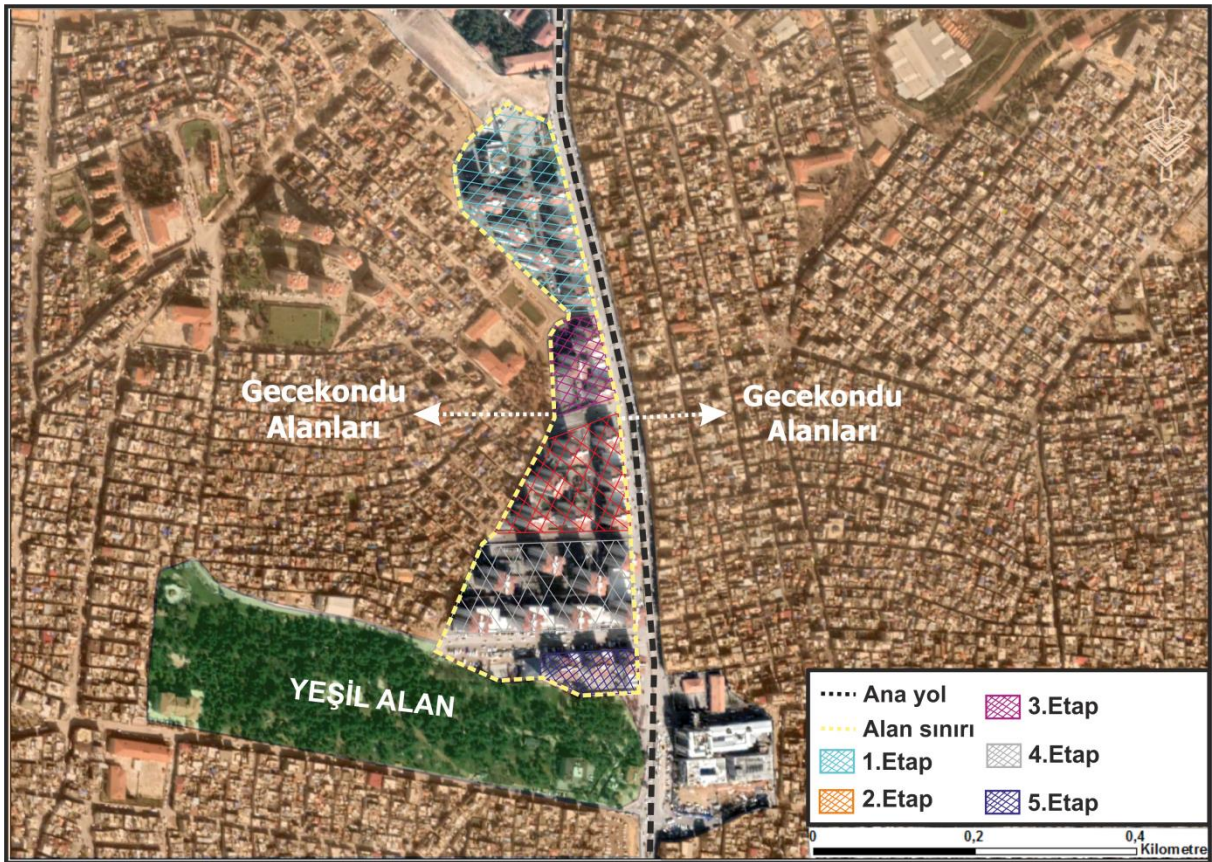 N
Gecekondu
Alanları
Gecekondu
Alanları
YEŞİL ALAN
Ana yol
Alan sınırı
1.Etap
2.Etap
3.Etap
4.Etap
5.Etap
0 0,2 0,4
Kilometre